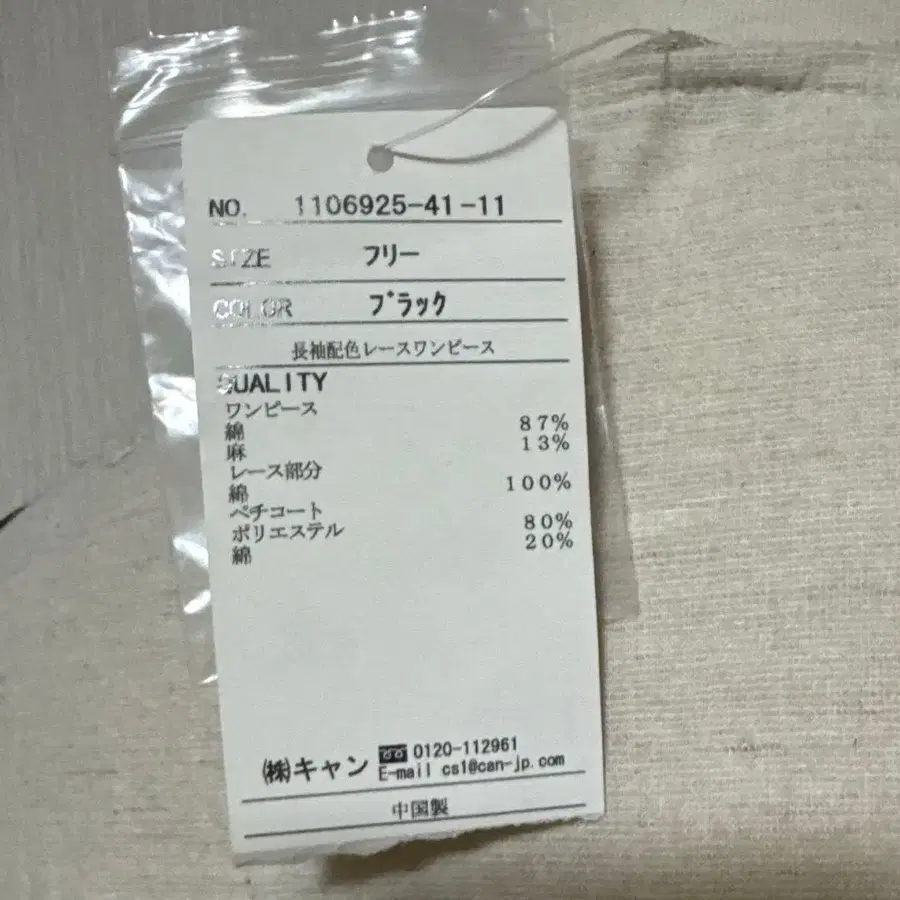 NO. 1106925-41-11
SIZE フリー
COLOR ブラック
長袖配色レースワンピース
QUALITY
ワンピース
綿 87%
麻 13%
レース部分
綿 100%
ペチコート
ポリエステル 80%
綿 20%
㈱キャン 0120-112961
E-mail cs1@can-jp.com
中国製